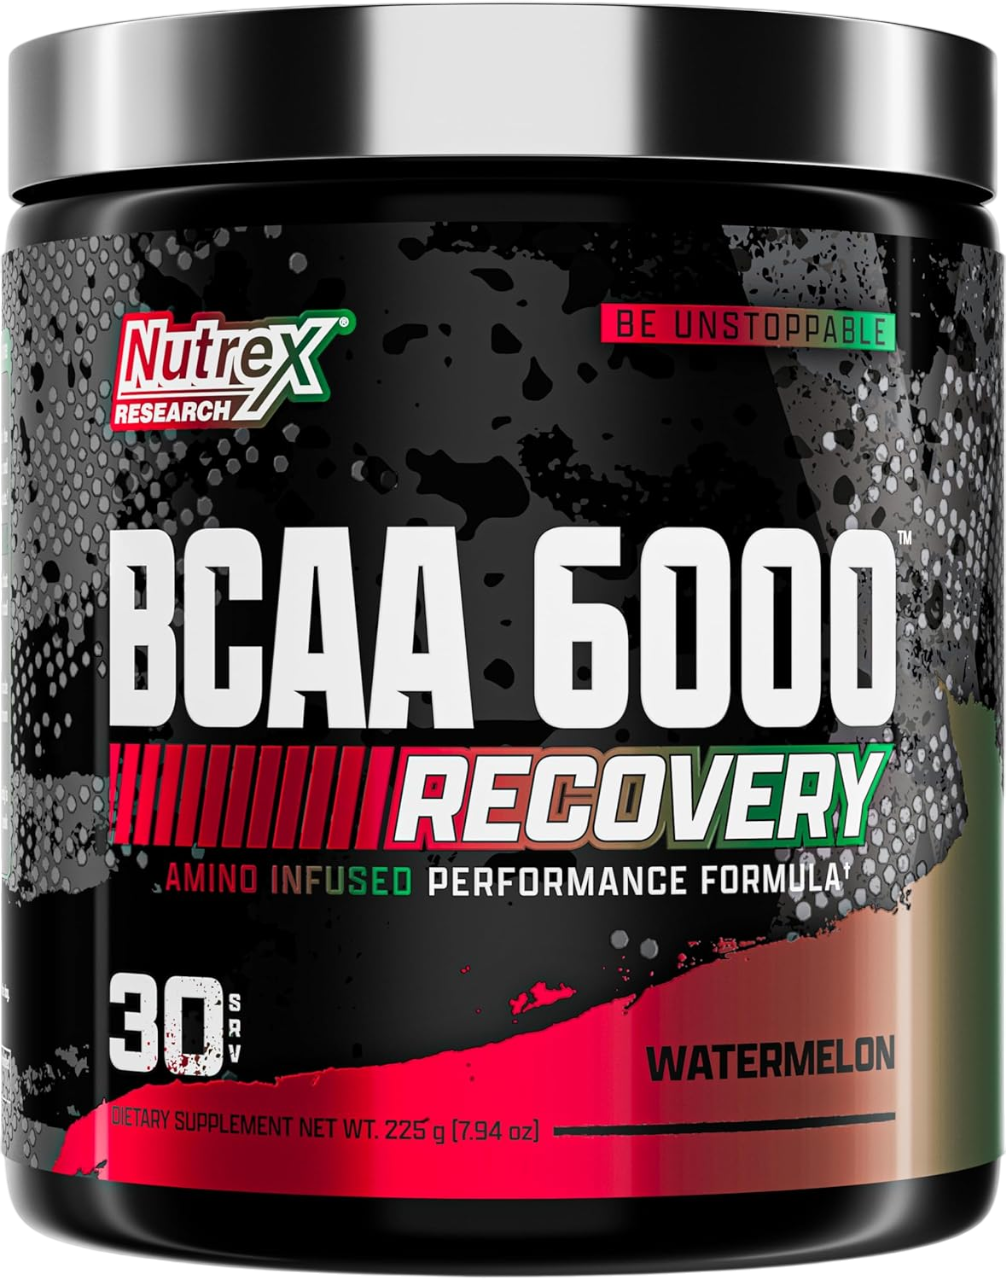 Nutrex®
RESEARCH
BE UNSTOPPABLE
BCAA 6000™
RECOVERY
AMINO INFUSED PERFORMANCE FORMULA†
30 SRV
WATERMELON
DIETARY SUPPLEMENT NET WT. 225 g (7.94 oz)